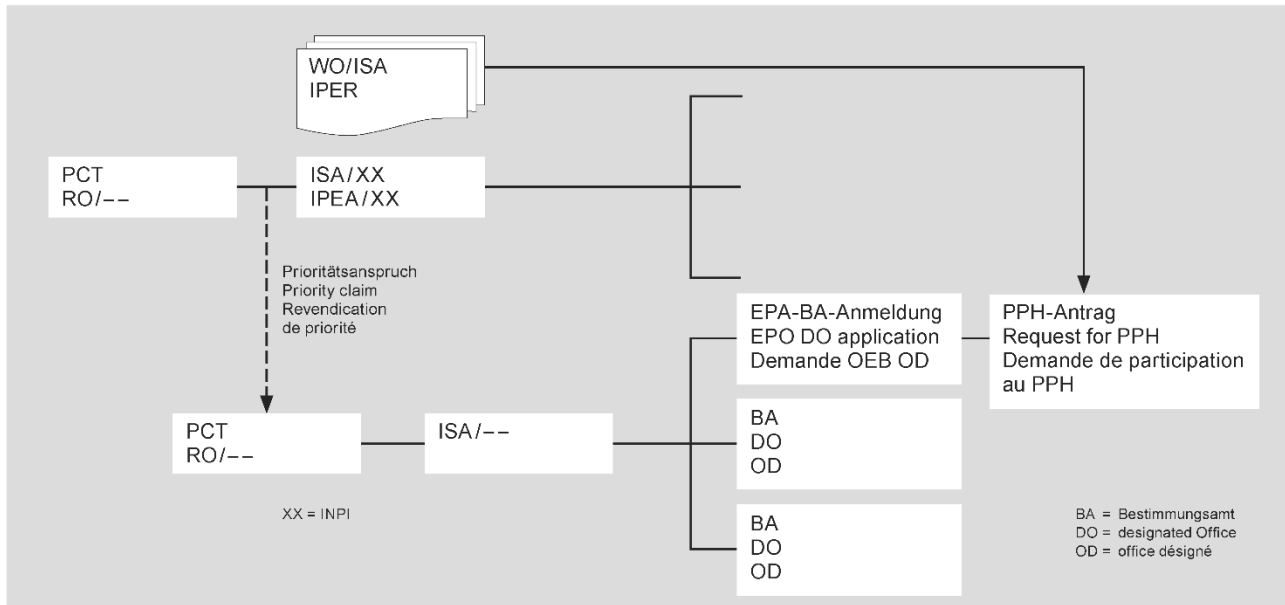 WO/ISA
IPER
PCT
RO/--
ISA/XX
IPEA/XX
Prioritätsanspruch
Priority claim
Revendication
de priorité
EPA-BA-Anmeldung
EPO DO application
Demande OEB OD
PPH-Antrag
Request for PPH
Demande de participation
au PPH
PCT
RO/--
ISA/--
BA
DO
OD
XX = INPI
BA
DO
OD
BA = Bestimmungsamt
DO = designated Office
OD = office désigné